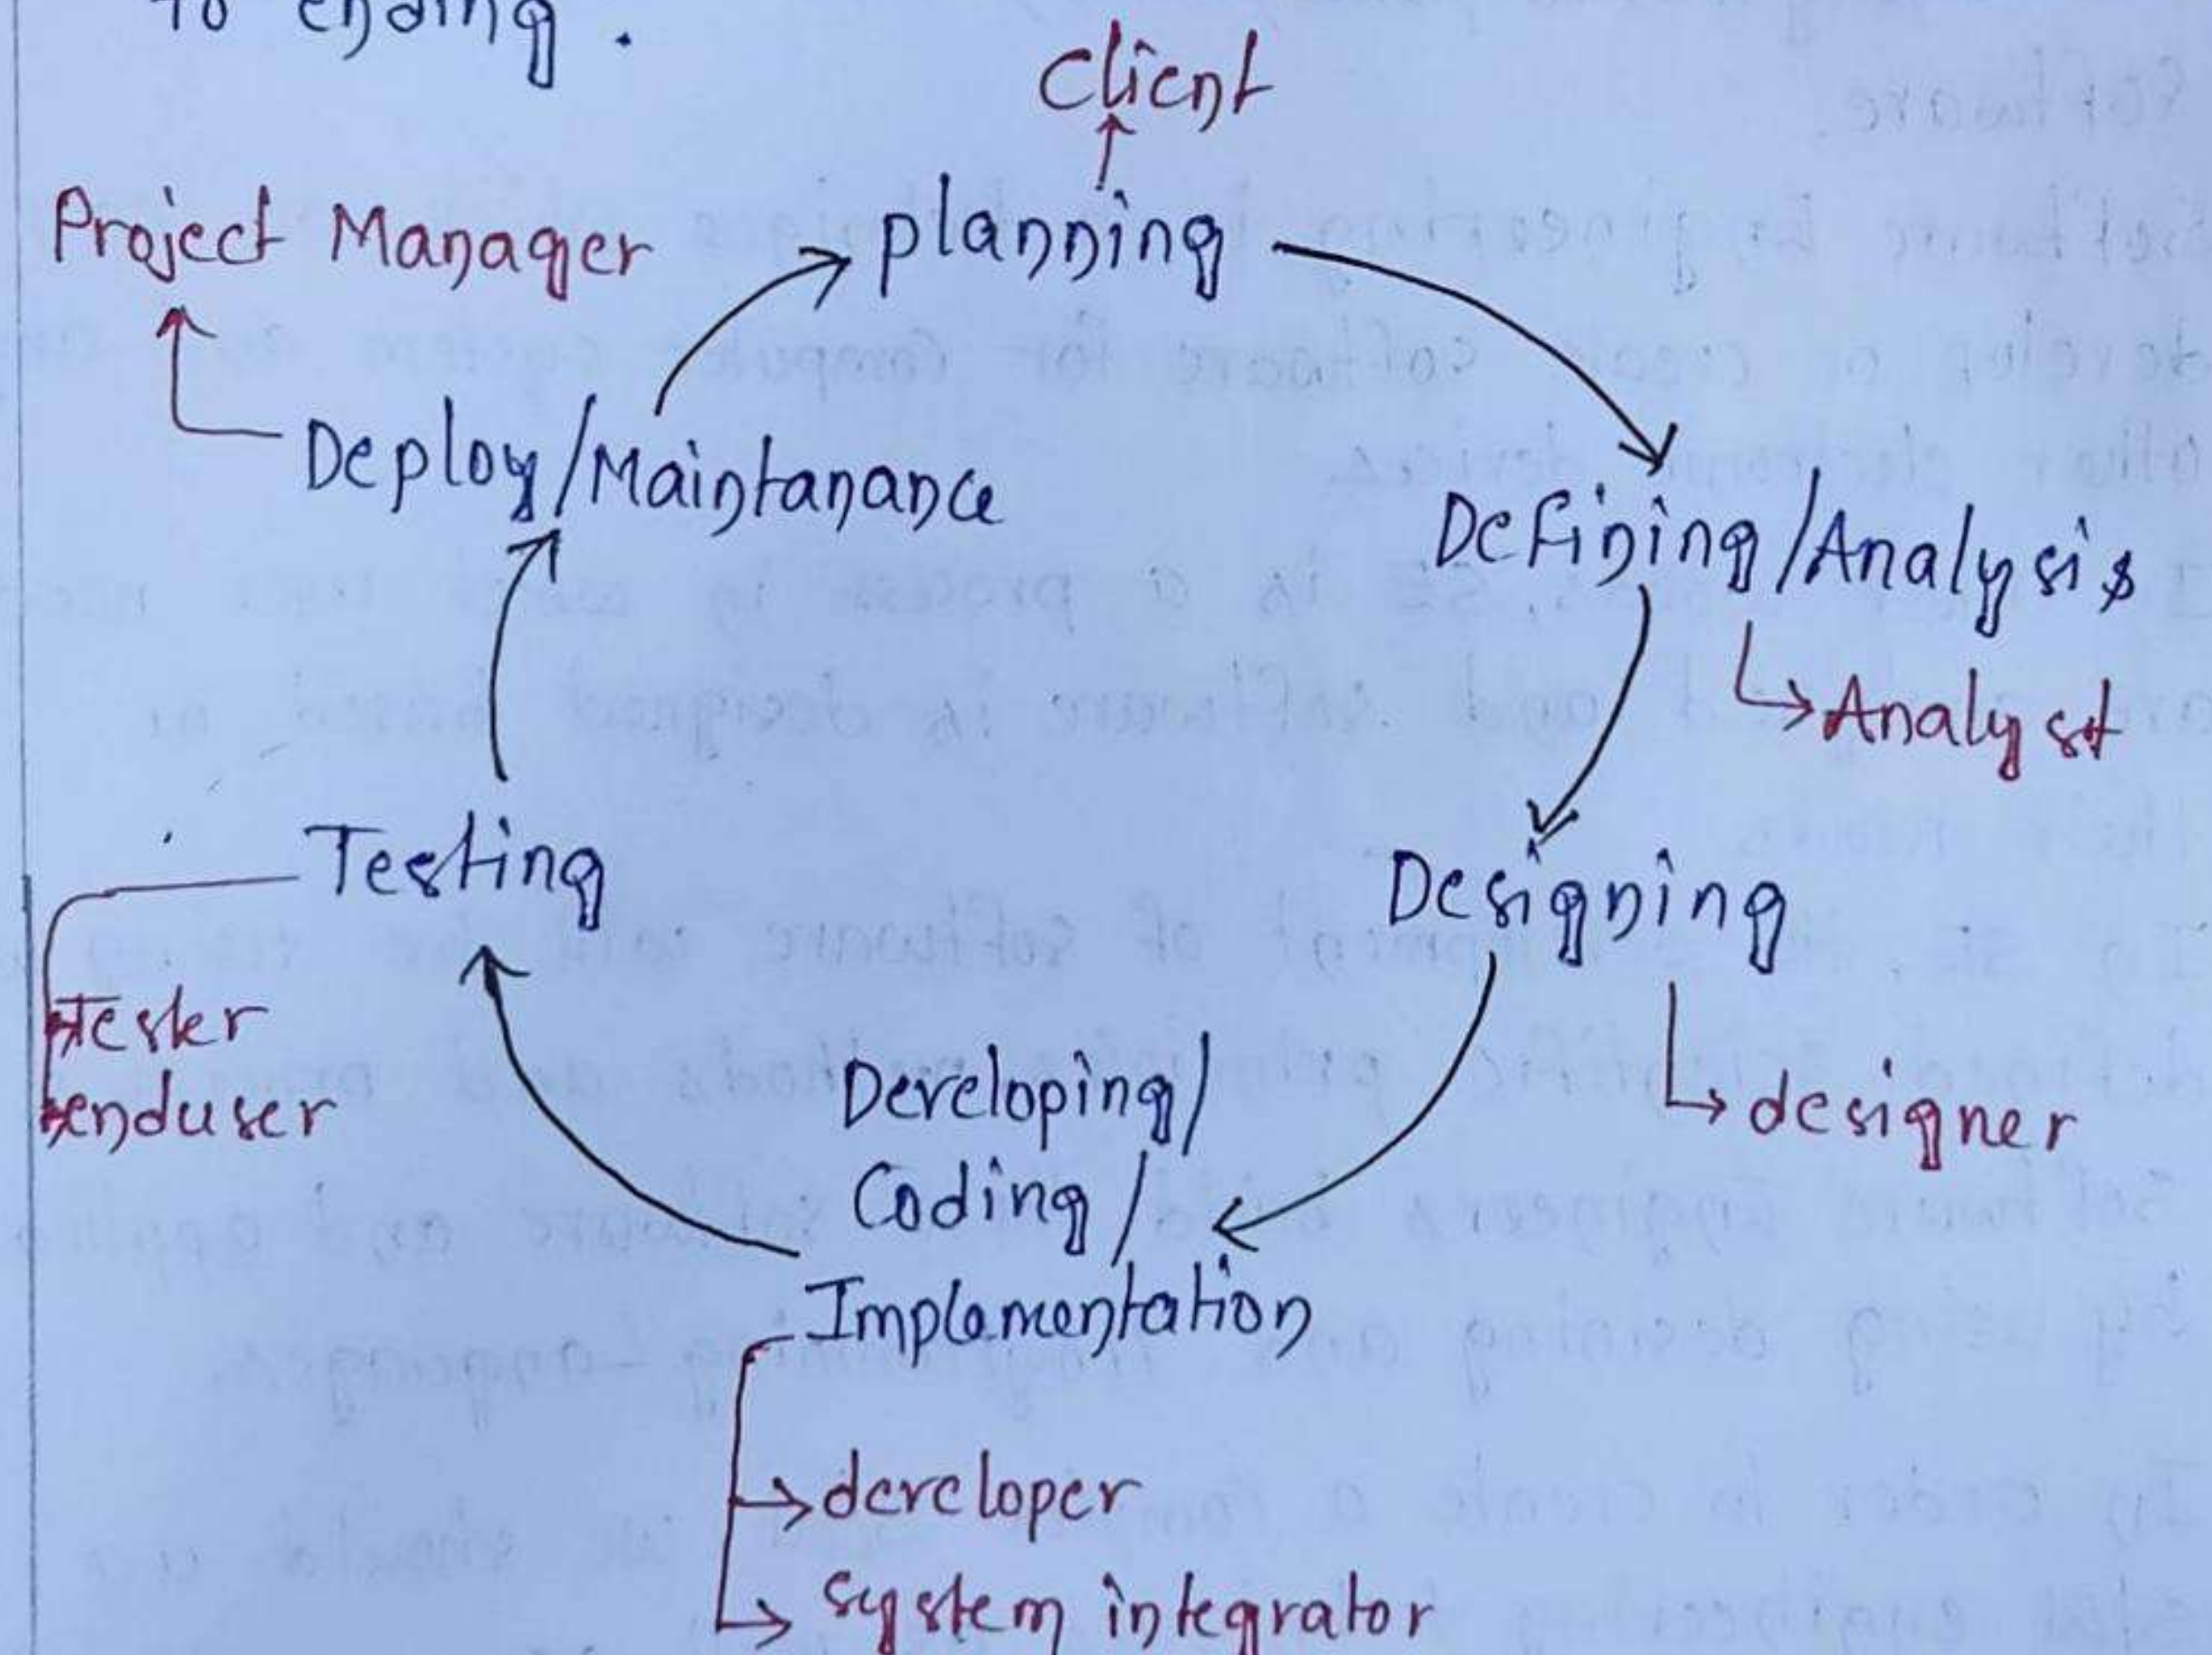 to ending.
Client
Project Manager
planning
Deploy/Maintanance
Defining/Analysis
Analyst
Testing
Designing
Tester
enduser
Developing/
designer
Coding/
Implementation
developer
system integrator